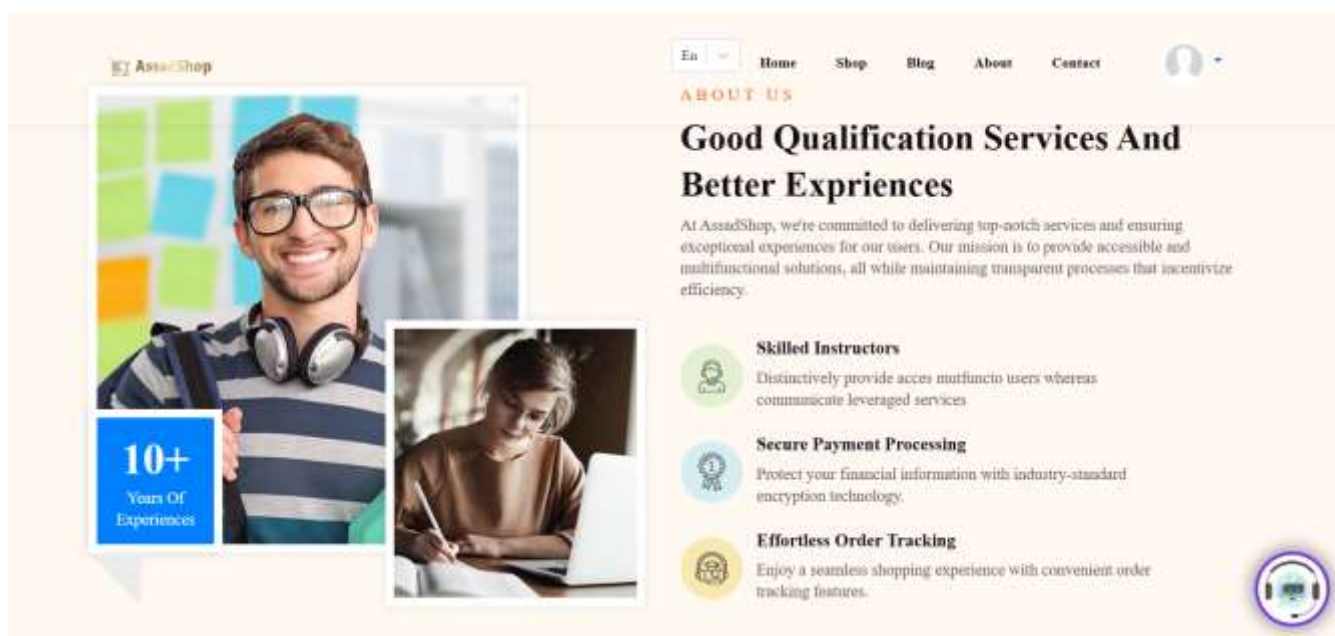 AssadShop
En
Home Shop Blog About Contact
ABOUT US
Good Qualification Services And
Better Expriences
At AssadShop, we're committed to delivering top-notch services and ensuring
exceptional experiences for our users. Our mission is to provide accessible and
multifunctional solutions, all while maintaining transparent processes that incentivize
efficiency.
Skilled Instructors
Distinctively provide acces mutfuncto users whereas
communicate leveraged services
Secure Payment Processing
Protect your financial information with industry-standard
encryption technology.
Effortless Order Tracking
Enjoy a seamless shopping experience with convenient order
tracking features.
10+
Years Of
Experiences